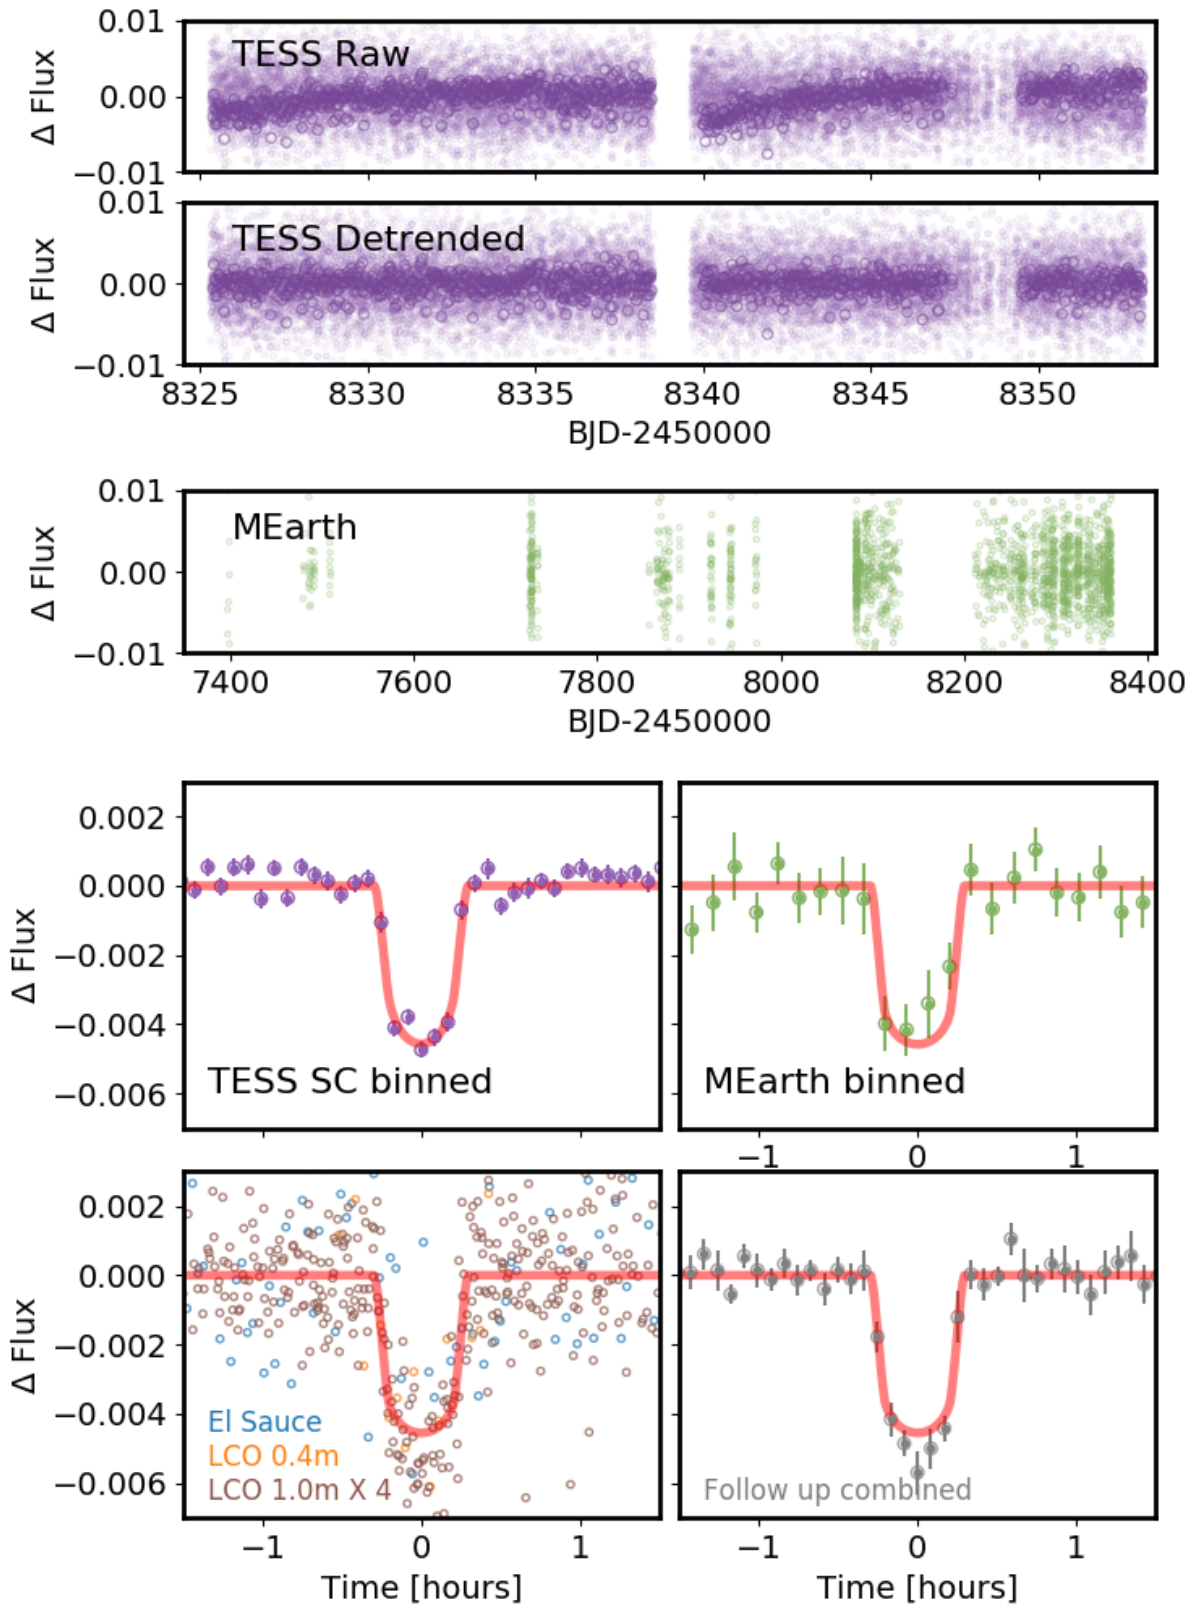 0.01
TESS Raw
0.00
Δ Flux
−0.01
0.01
TESS Detrended
0.00
Δ Flux
−0.01
8325 8330 8335 8340 8345 8350
BJD-2450000
0.01
MEarth
0.00
Δ Flux
−0.01
7400 7600 7800 8000 8200 8400
BJD-2450000
0.002
0.000
−0.002
Δ Flux
−0.004
−0.006
TESS SC binned
MEarth binned
−1 0 1
0.002
0.000
−0.002
Δ Flux
−0.004
−0.006
El Sauce
LCO 0.4m
LCO 1.0m X 4
Follow up combined
−1 0 1
−1 0 1
Time [hours]
Time [hours]